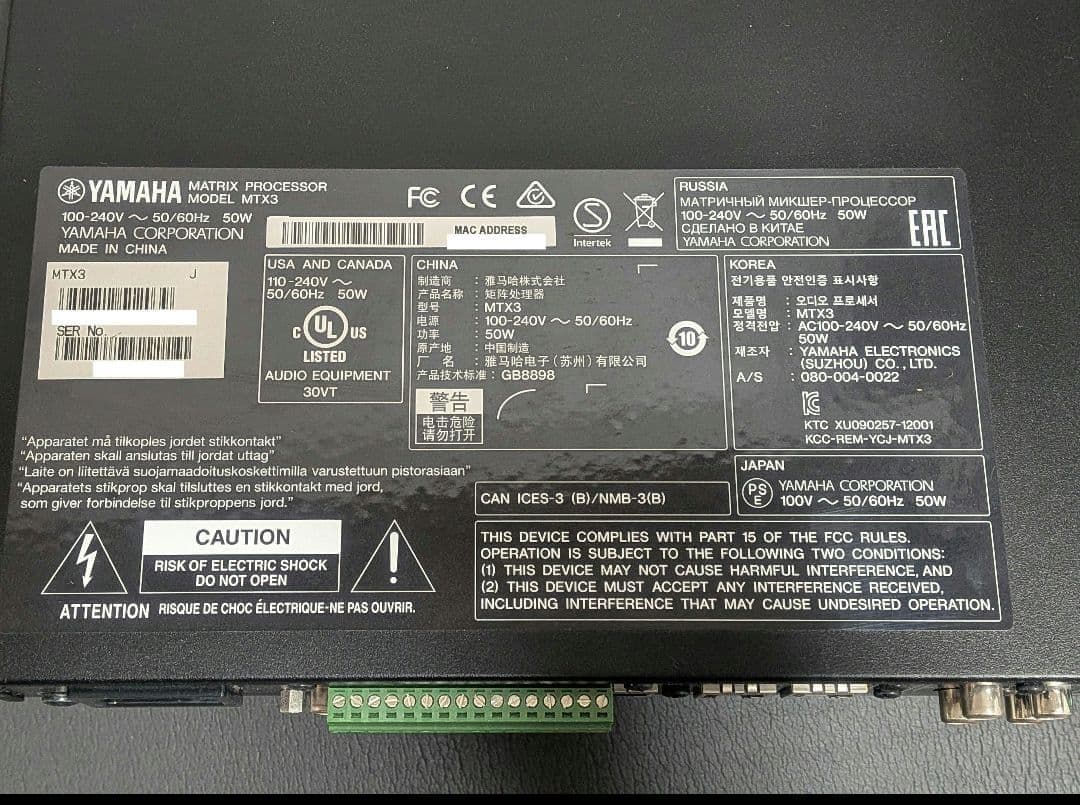 YAMAHA MATRIX PROCESSOR
MODEL MTX3
100-240V ～ 50/60Hz 50W
YAMAHA CORPORATION
MADE IN CHINA
FC CE
MAC ADDRESS
S
Intertek
RUSSIA
МАТРИЧНЫЙ МИКШЕР-ПРОЦЕССОР
100-240V ～ 50/60Hz 50W
СДЕЛАНО В КИТАЕ
YAMAHA CORPORATION
EAC
MTX3 J
SER No.
USA AND CANADA
110-240V ～
50/60Hz 50W
C UL US
LISTED
AUDIO EQUIPMENT
30VT
CHINA
制造商 : 雅马哈株式会社
产品名称 : 矩阵处理器
型号 : MTX3
电源 : 100-240V ～ 50/60Hz
功率 : 50W
原产地 : 中国制造
厂 名 : 雅马哈电子（苏州）有限公司
产品技术标准 : GB8898
10
警告
电击危险
请勿打开
KOREA
전기용품 안전인증 표시사항
제품명 : 오디오 프로세서
모델명 : MTX3
정격전압 : AC100-240V ～ 50/60Hz
50W
제조자 : YAMAHA ELECTRONICS
(SUZHOU) CO., LTD.
A/S : 080-004-0022
KTC XU090257-12001
KCC-REM-YCJ-MTX3
"Apparatet må tilkoples jordet stikkontakt"
"Apparaten skall anslutas till jordat uttag"
"Laite on liitettävä suojamaadoituskoskettimilla varustettuun pistorasiaan"
"Apparatets stikprop skal tilsluttes en stikkontakt med jord,
som giver forbindelse til stikproppens jord."
CAN ICES-3 (B)/NMB-3(B)
JAPAN
PS E
YAMAHA CORPORATION
100V ～ 50/60Hz 50W
CAUTION
RISK OF ELECTRIC SHOCK
DO NOT OPEN
ATTENTION RISQUE DE CHOC ÉLECTRIQUE-NE PAS OUVRIR.
THIS DEVICE COMPLIES WITH PART 15 OF THE FCC RULES.
OPERATION IS SUBJECT TO THE FOLLOWING TWO CONDITIONS:
(1) THIS DEVICE MAY NOT CAUSE HARMFUL INTERFERENCE, AND
(2) THIS DEVICE MUST ACCEPT ANY INTERFERENCE RECEIVED,
INCLUDING INTERFERENCE THAT MAY CAUSE UNDESIRED OPERATION.